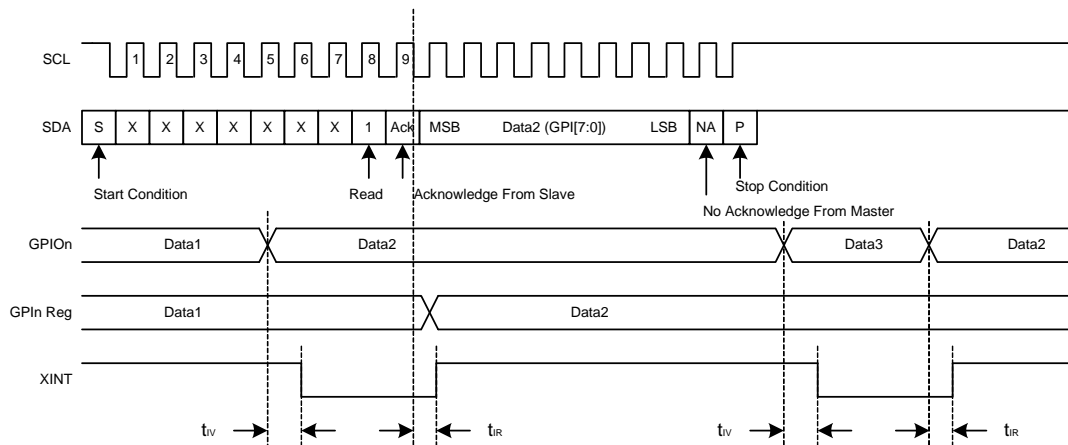 SCL 1 2 3 4 5 6 7 8 9
SDA S X X X X X X X 1 Ack MSB Data2 (GPI[7:0]) LSB NA P
Start Condition Read Acknowledge From Slave Stop Condition
No Acknowledge From Master
GPIOn Data1 Data2 Data3 Data2
GPIn Reg Data1 Data2
XINT
tIV tIR tIV tIR